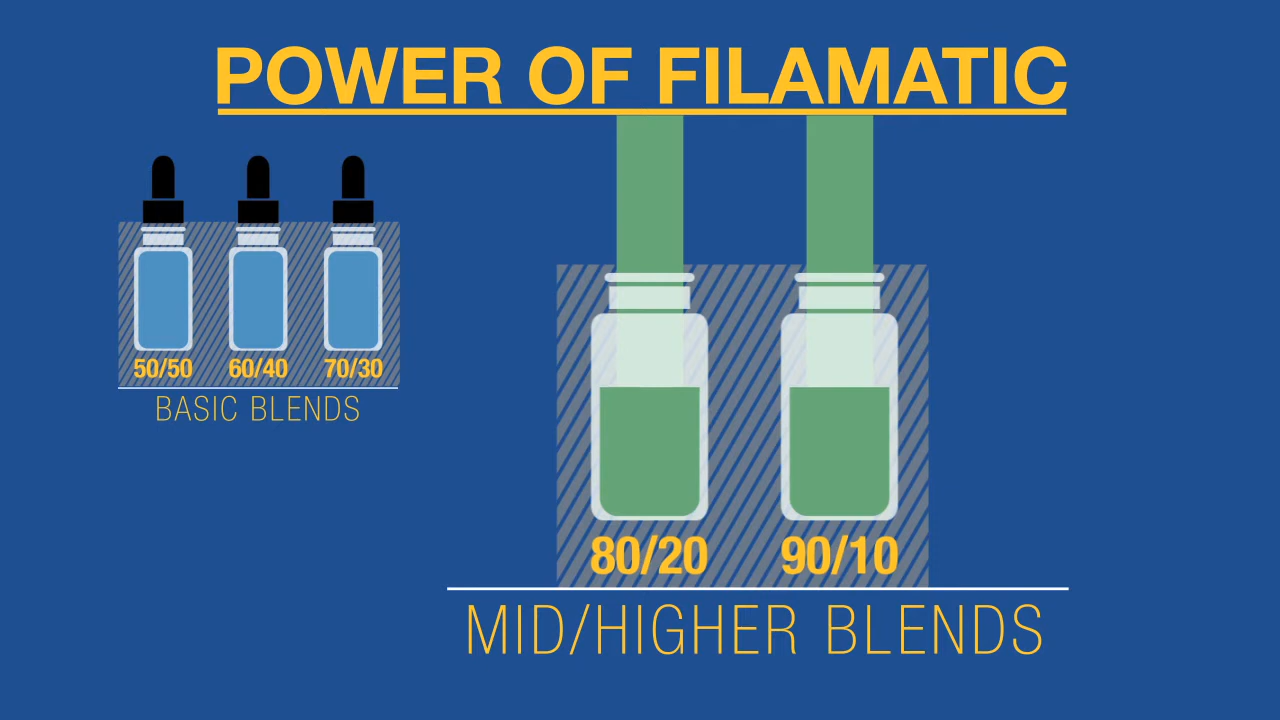 POWER OF FILAMATIC
50/50 60/40 70/30
BASIC BLENDS
80/20 90/10
MID/HIGHER BLENDS